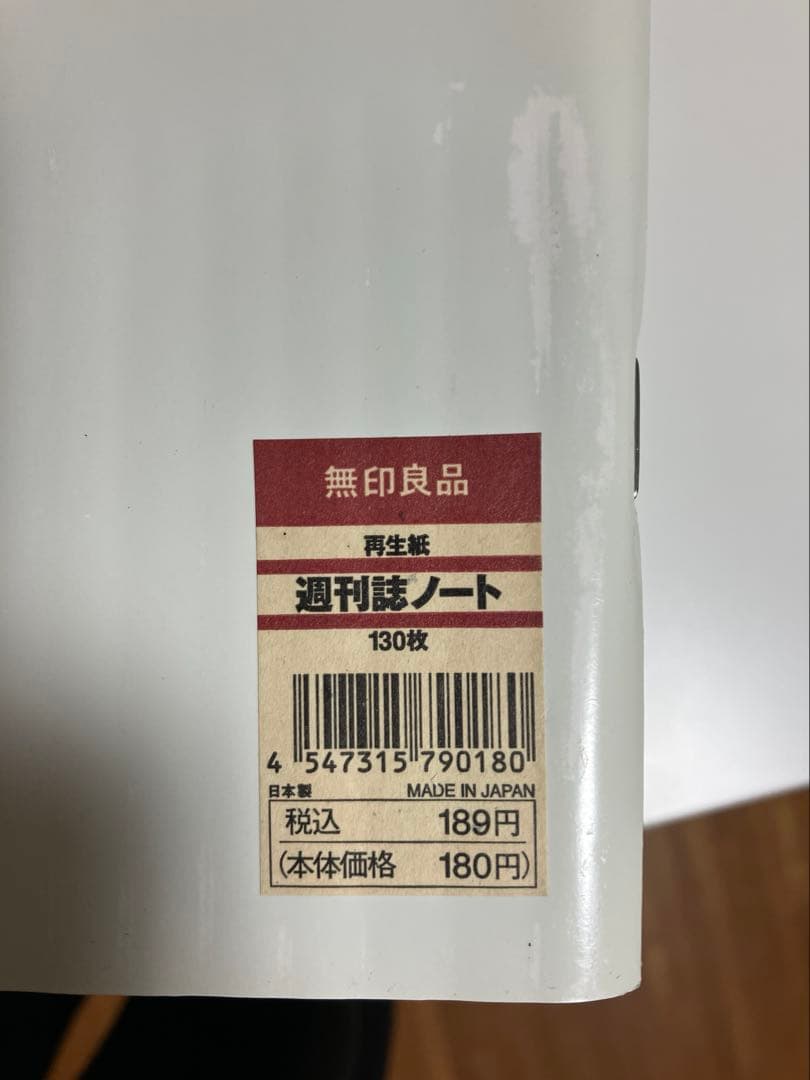 無印良品
再生紙
週刊誌ノート
130枚
4 547315 790180
日本製 MADE IN JAPAN
税込 189円
(本体価格 180円)